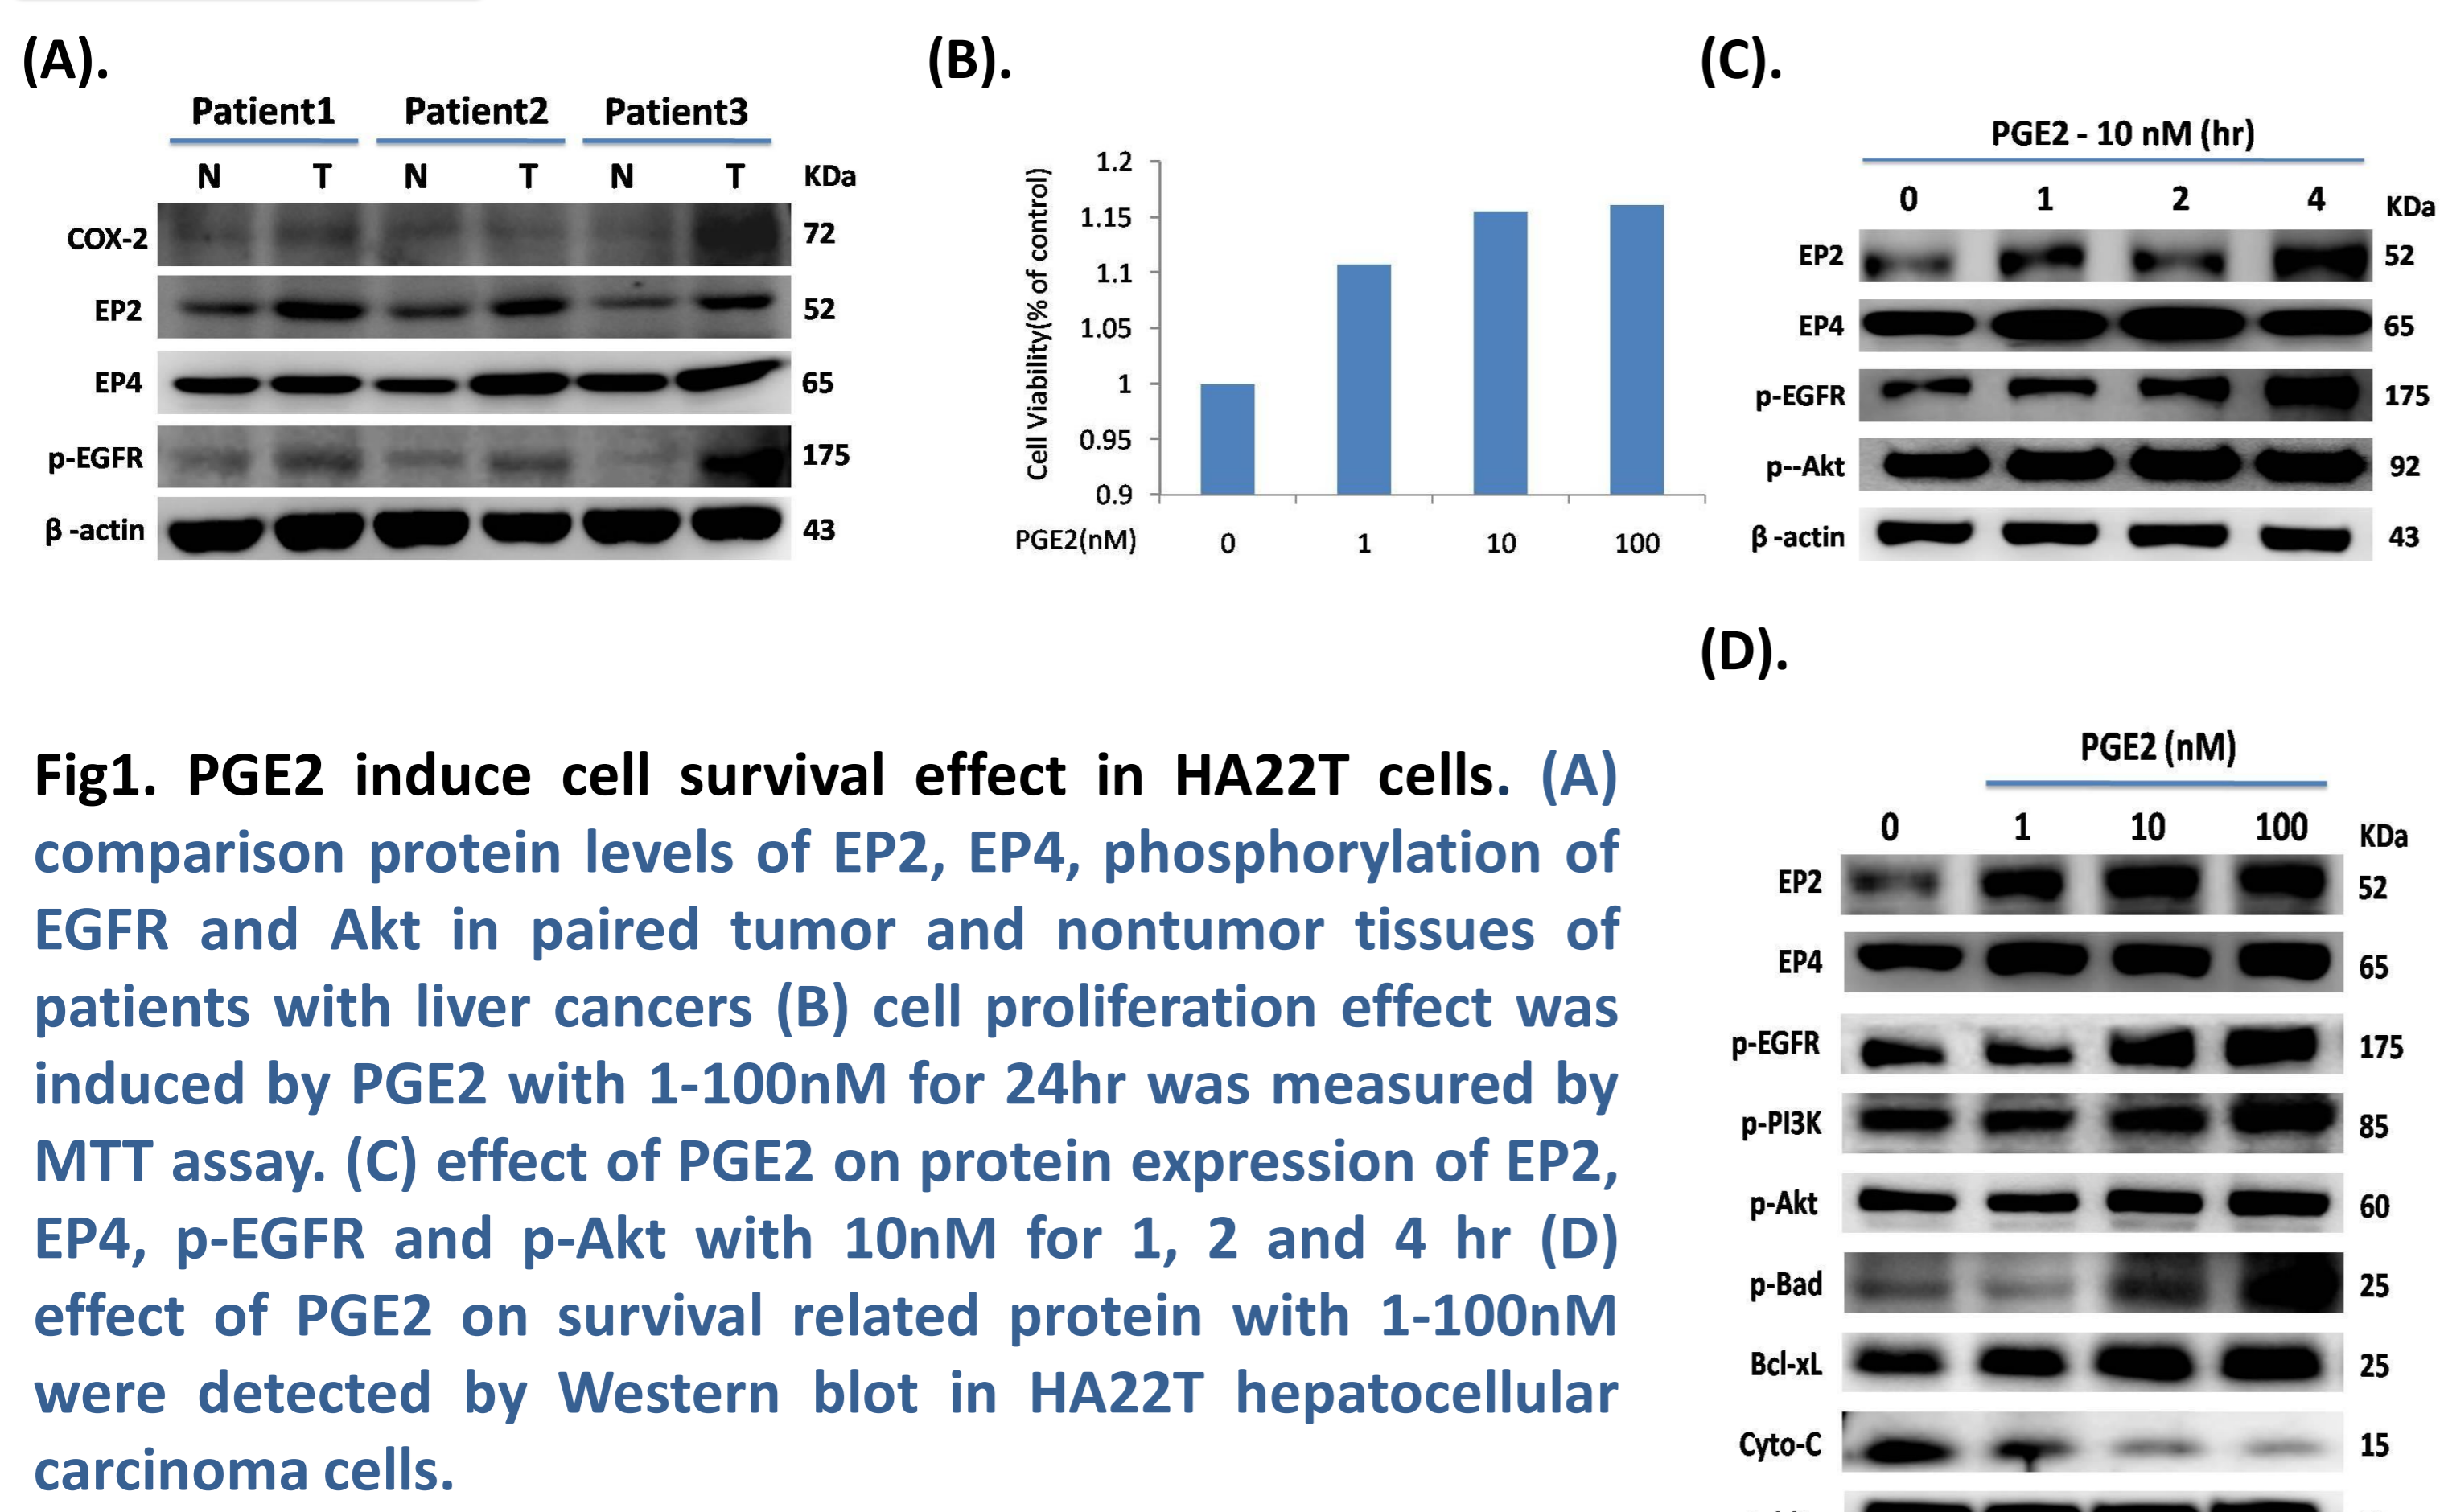 (A).
Patient1 Patient2 Patient3
N T N T N T KDa
COX-2 72
EP2 52
EP4 65
p-EGFR 175
β-actin 43
(B).
Cell Viability(% of control)
1.2
1.15
1.1
1.05
1
0.95
0.9
PGE2(nM) 0 1 10 100
(C).
PGE2 - 10 nM (hr)
0 1 2 4 KDa
EP2 52
EP4 65
p-EGFR 175
p--Akt 92
β-actin 43
(D).
PGE2 (nM)
0 1 10 100 KDa
EP2 52
EP4 65
p-EGFR 175
p-PI3K 85
p-Akt 60
p-Bad 25
Bcl-xL 25
Cyto-C 15
Fig1. PGE2 induce cell survival effect in HA22T cells. (A)
comparison protein levels of EP2, EP4, phosphorylation of
EGFR and Akt in paired tumor and nontumor tissues of
patients with liver cancers (B) cell proliferation effect was
induced by PGE2 with 1-100nM for 24hr was measured by
MTT assay. (C) effect of PGE2 on protein expression of EP2,
EP4, p-EGFR and p-Akt with 10nM for 1, 2 and 4 hr (D)
effect of PGE2 on survival related protein with 1-100nM
were detected by Western blot in HA22T hepatocellular
carcinoma cells.